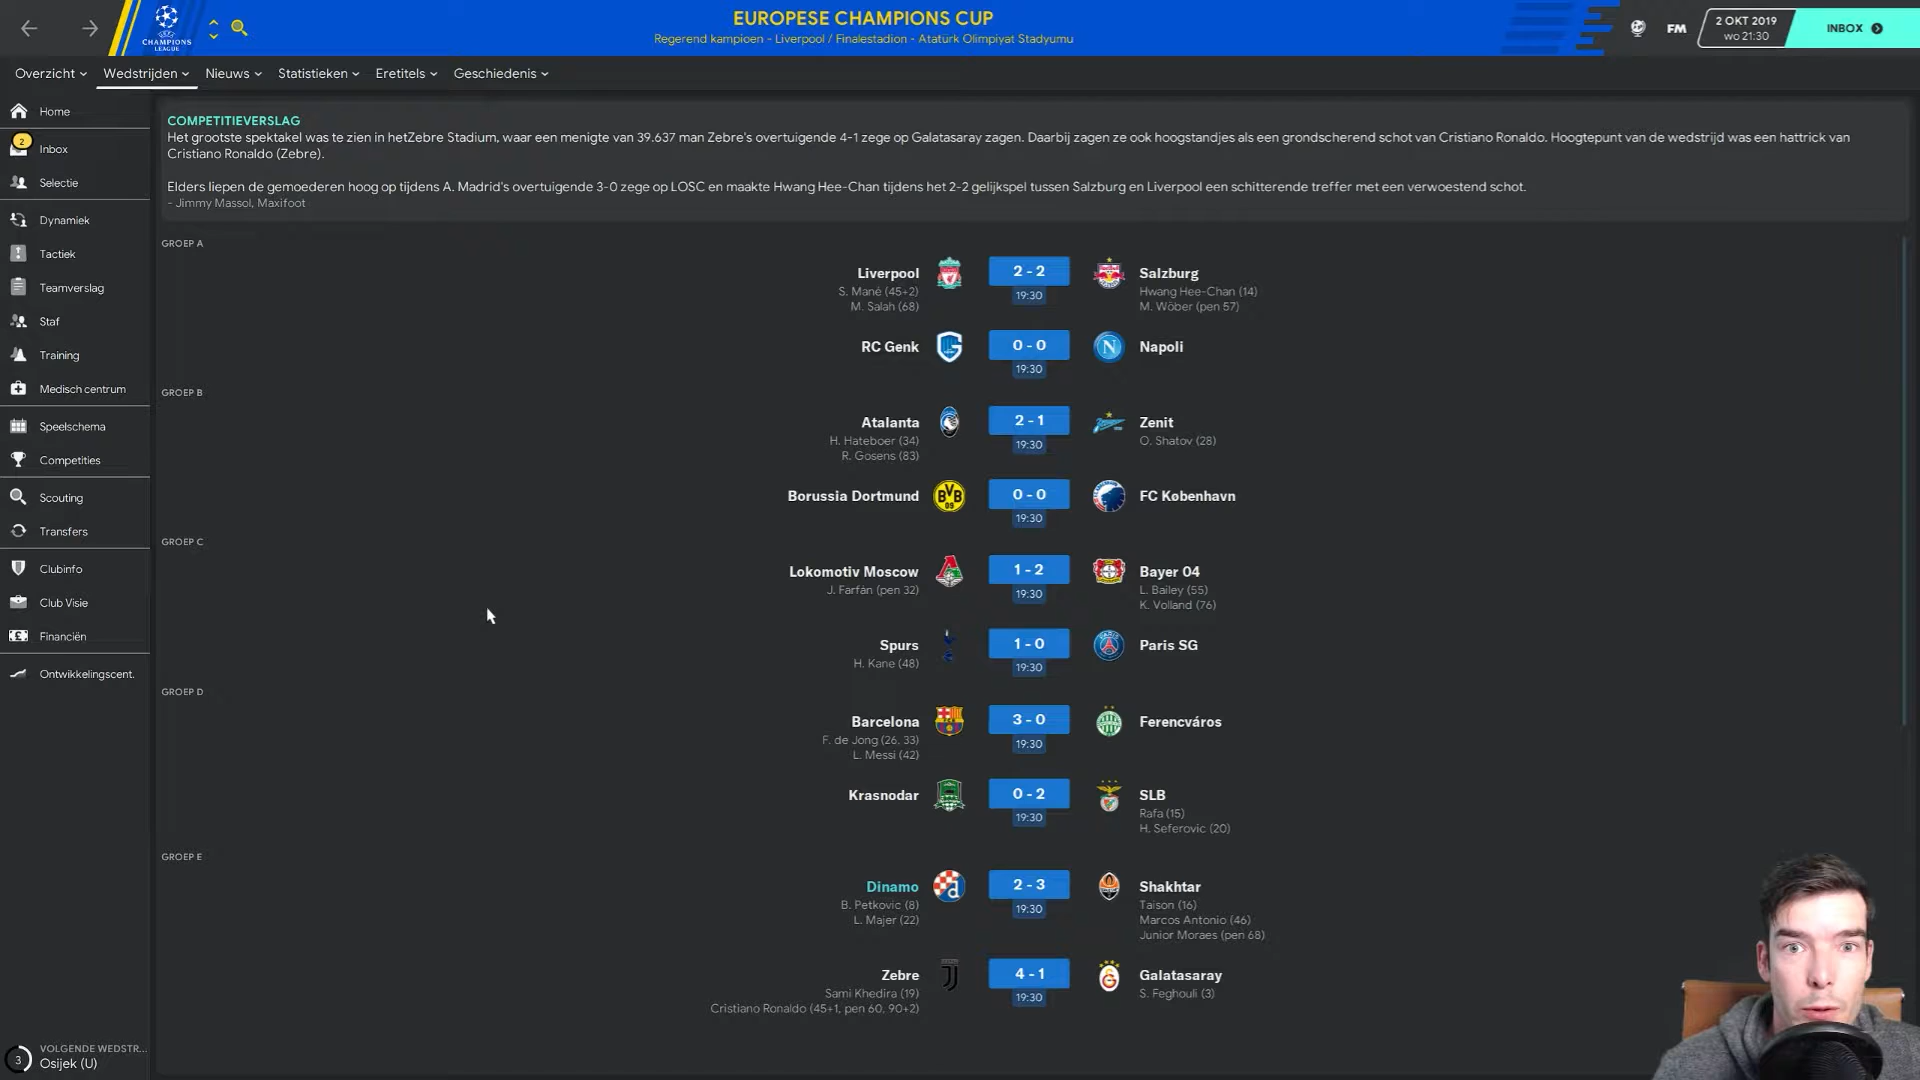 CHAMPIONS
LEAGUE
EUROPESE CHAMPIONS CUP
Regerend kampioen - Liverpool / Finalestadion - Atatürk Olimpiyat Stadyumu
FM
2 OKT 2019
wo 21:30
INBOX
Overzicht
Wedstrijden
Nieuws
Statistieken
Eretitels
Geschiedenis
Home
2
Inbox
Selectie
Dynamiek
Tactiek
Teamverslag
Staf
Training
Medisch centrum
Speelschema
Competities
Scouting
Transfers
Clubinfo
Club Visie
Financiën
Ontwikkelingscent.
3
VOLGENDE WEDSTR...
Osijek (U)
COMPETITIEVERSLAG
Het grootste spektakel was te zien in hetZebre Stadium, waar een menigte van 39.637 man Zebre's overtuigende 4-1 zege op Galatasaray zagen. Daarbij zagen ze ook hoogstandjes als een grondscherend schot van Cristiano Ronaldo. Hoogtepunt van de wedstrijd was een hattrick van
Cristiano Ronaldo (Zebre).
Elders liepen de gemoederen hoog op tijdens A. Madrid's overtuigende 3-0 zege op LOSC en maakte Hwang Hee-Chan tijdens het 2-2 gelijkspel tussen Salzburg en Liverpool een schitterende treffer met een verwoestend schot.
- Jimmy Massol, Maxifoot
GROEP A
Liverpool 2 - 2 Salzburg
S. Mané (45+2) 19:30 Hwang Hee-Chan (14)
M. Salah (68) M. Wöber (pen 57)
RC Genk 0 - 0 Napoli
19:30
GROEP B
Atalanta 2 - 1 Zenit
H. Hateboer (34) 19:30 O. Shatov (28)
R. Gosens (83)
Borussia Dortmund 0 - 0 FC København
19:30
GROEP C
Lokomotiv Moscow 1 - 2 Bayer 04
J. Farfán (pen 32) 19:30 L. Bailey (55)
K. Volland (76)
Spurs 1 - 0 Paris SG
H. Kane (48) 19:30
GROEP D
Barcelona 3 - 0 Ferencváros
F. de Jong (26, 33) 19:30
L. Messi (42)
Krasnodar 0 - 2 SLB
19:30 Rafa (15)
H. Seferovic (20)
GROEP E
Dinamo 2 - 3 Shakhtar
B. Petkovic (8) 19:30 Taison (16)
L. Majer (22) Marcos Antonio (46)
Junior Moraes (pen 68)
Zebre 4 - 1 Galatasaray
Sami Khedira (19) 19:30 S. Feghouli (3)
Cristiano Ronaldo (45+1, pen 60, 90+2)